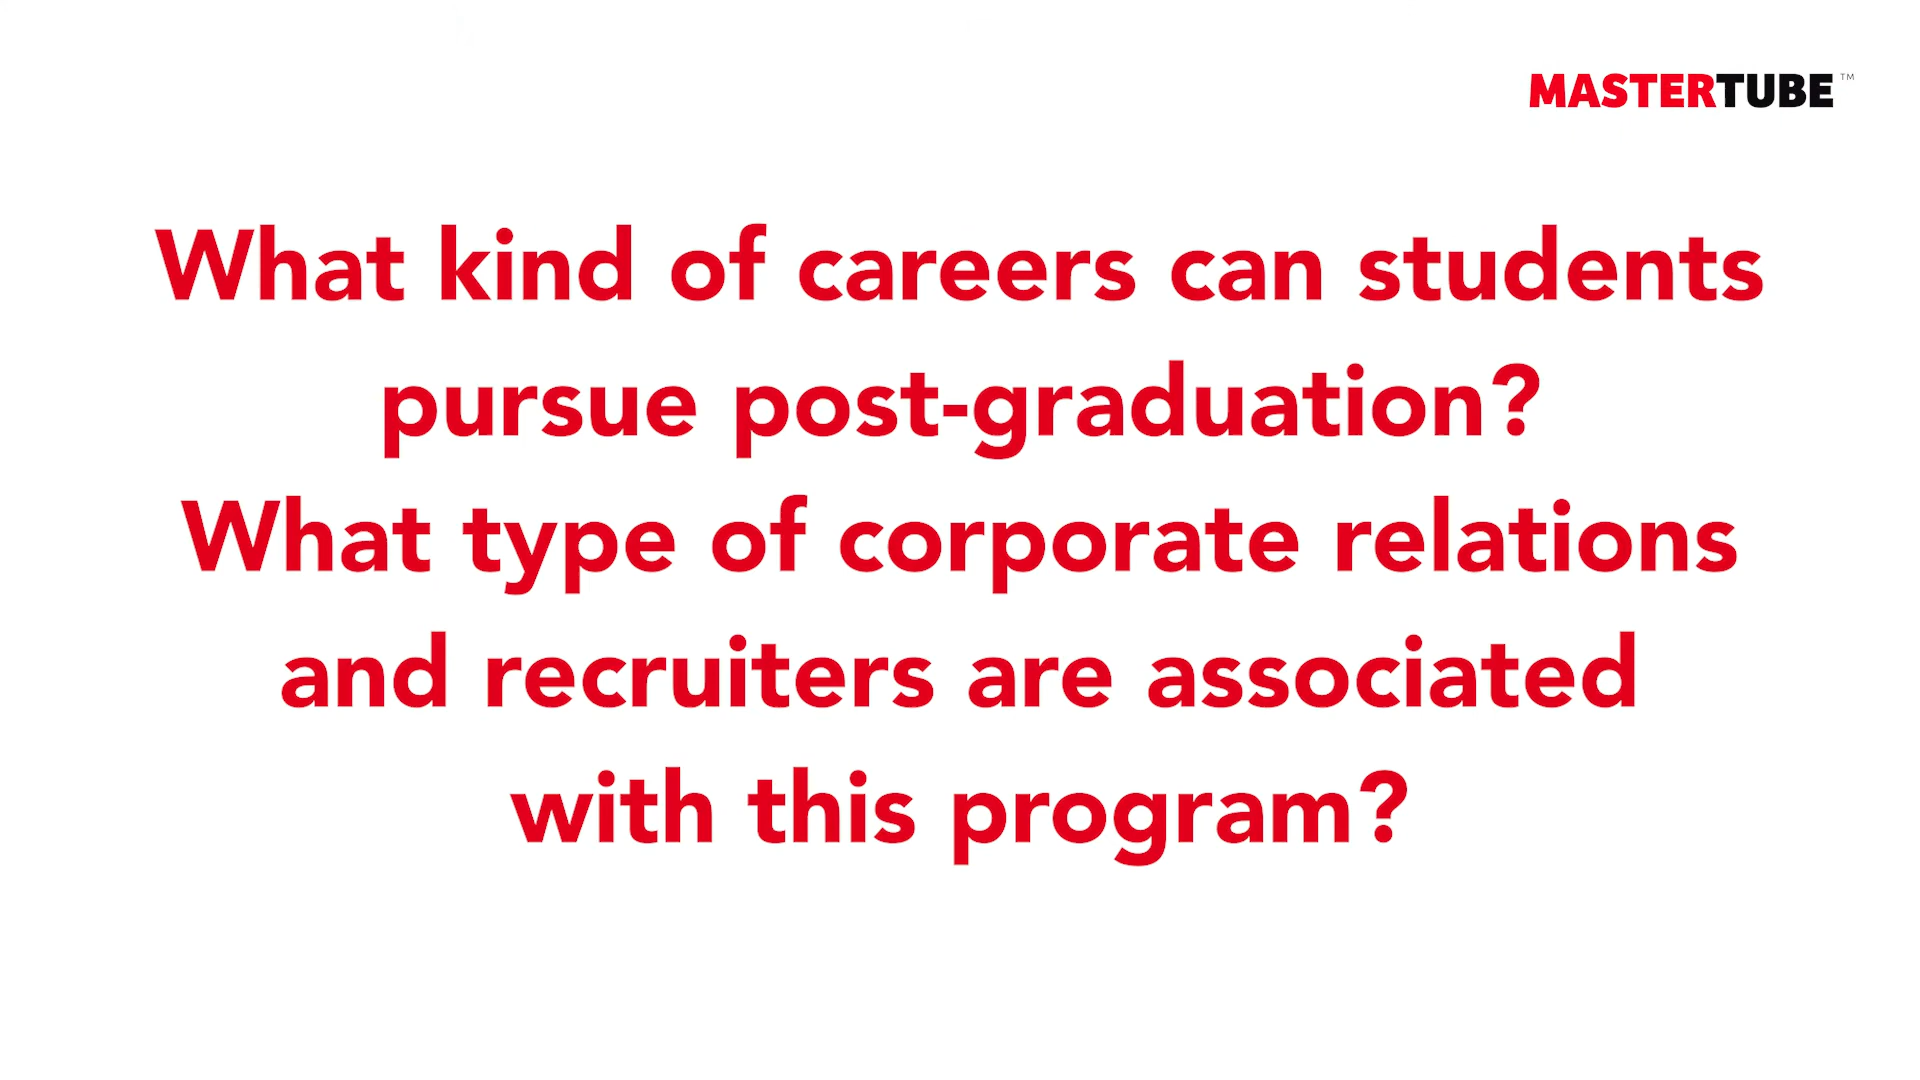 MASTERTUBE™
What kind of careers can students
pursue post-graduation?
What type of corporate relations
and recruiters are associated
with this program?